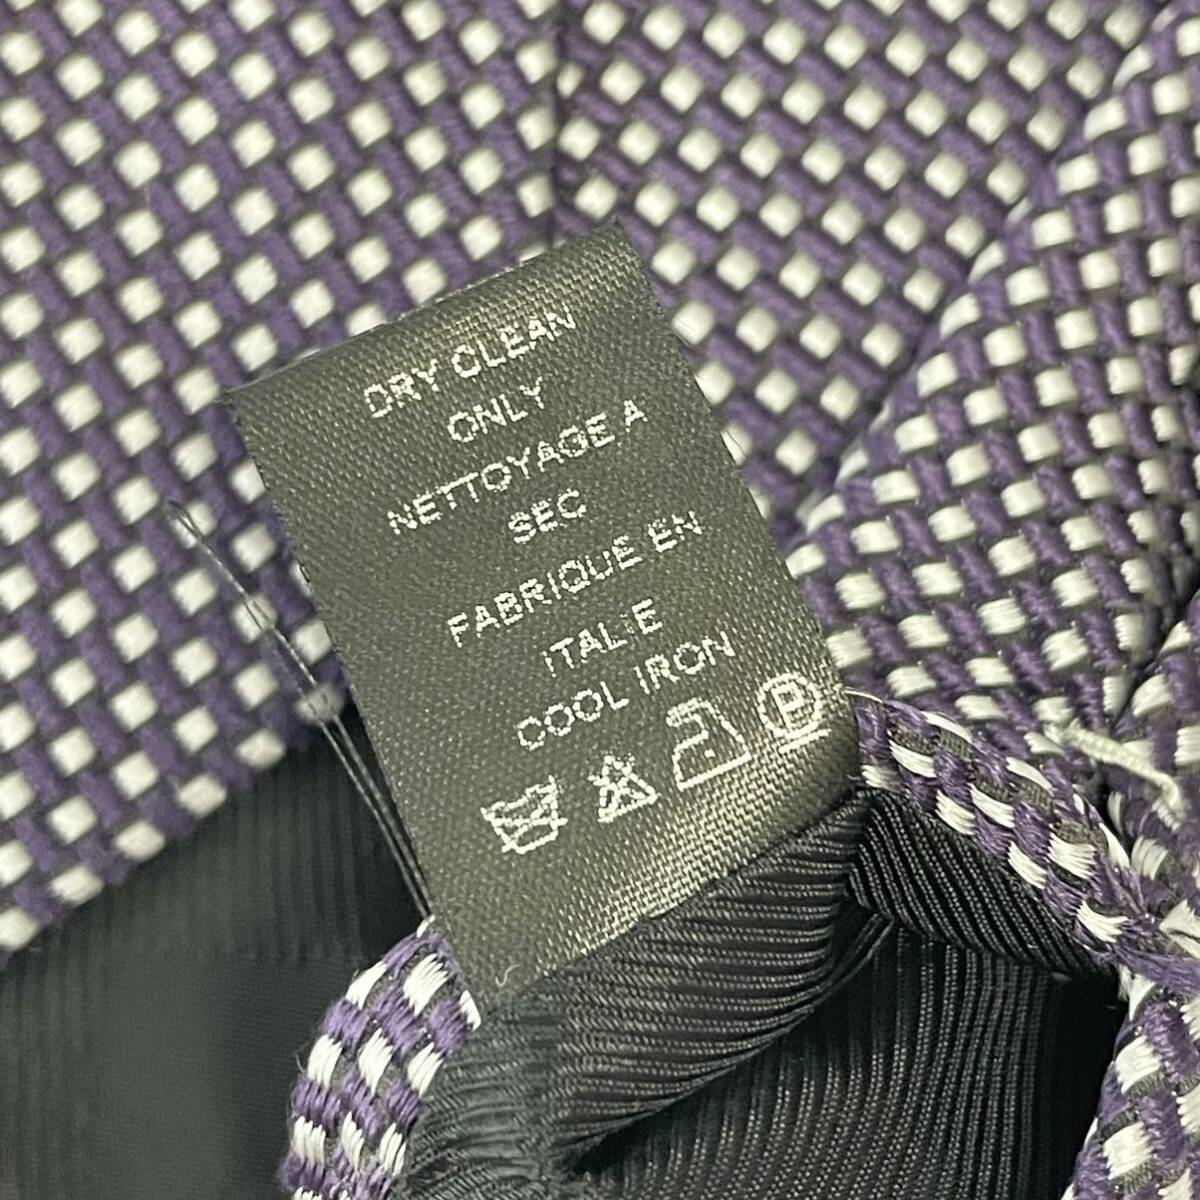 DRY CLEAN
ONLY
NETTOYAGE A
SEC
FABRIQUE EN
ITALIE
COOL IRON
P